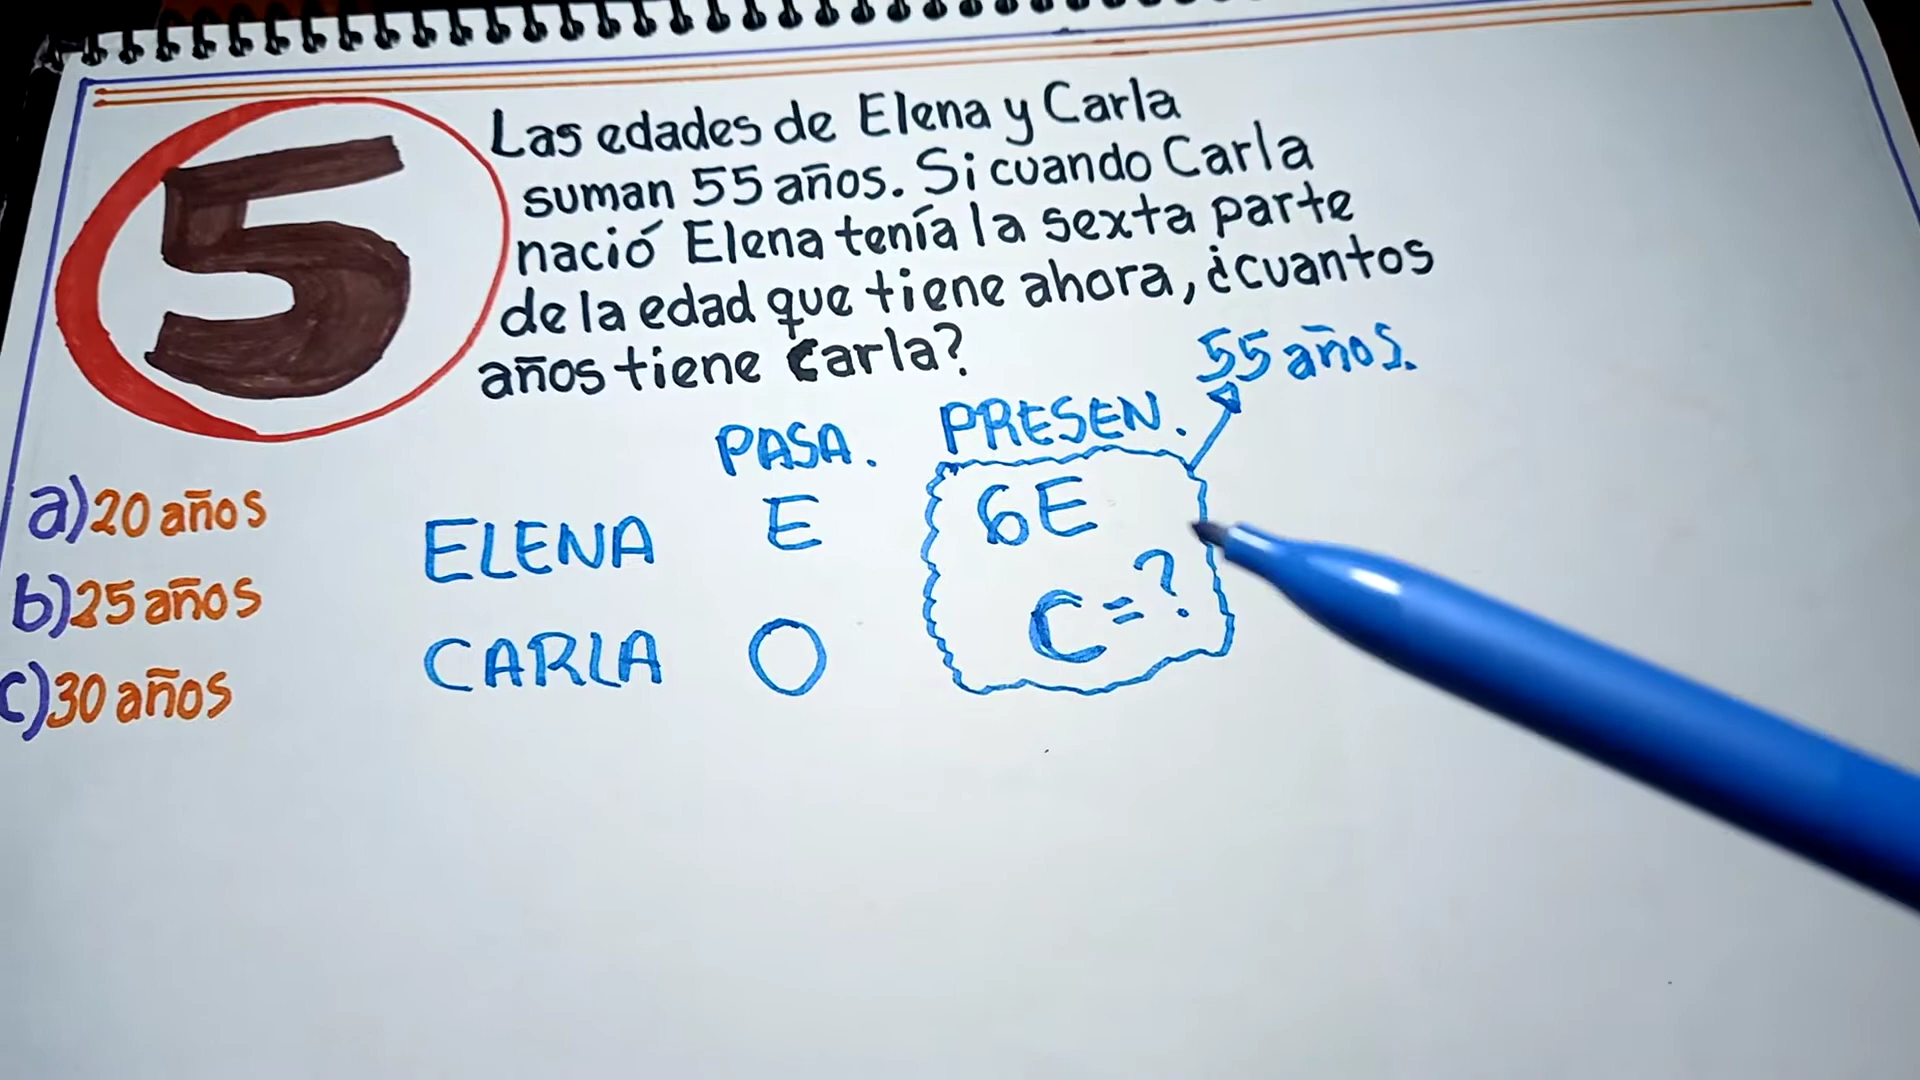 5
Las edades de Elena y Carla
suman 55 años. Si cuando Carla
nació Elena tenía la sexta parte
de la edad que tiene ahora, ¿cuantos
años tiene Carla?
55 años.
PASA. PRESEN.
a) 20 años
ELENA E 6E
b) 25 años
CARLA O C=?
c) 30 años